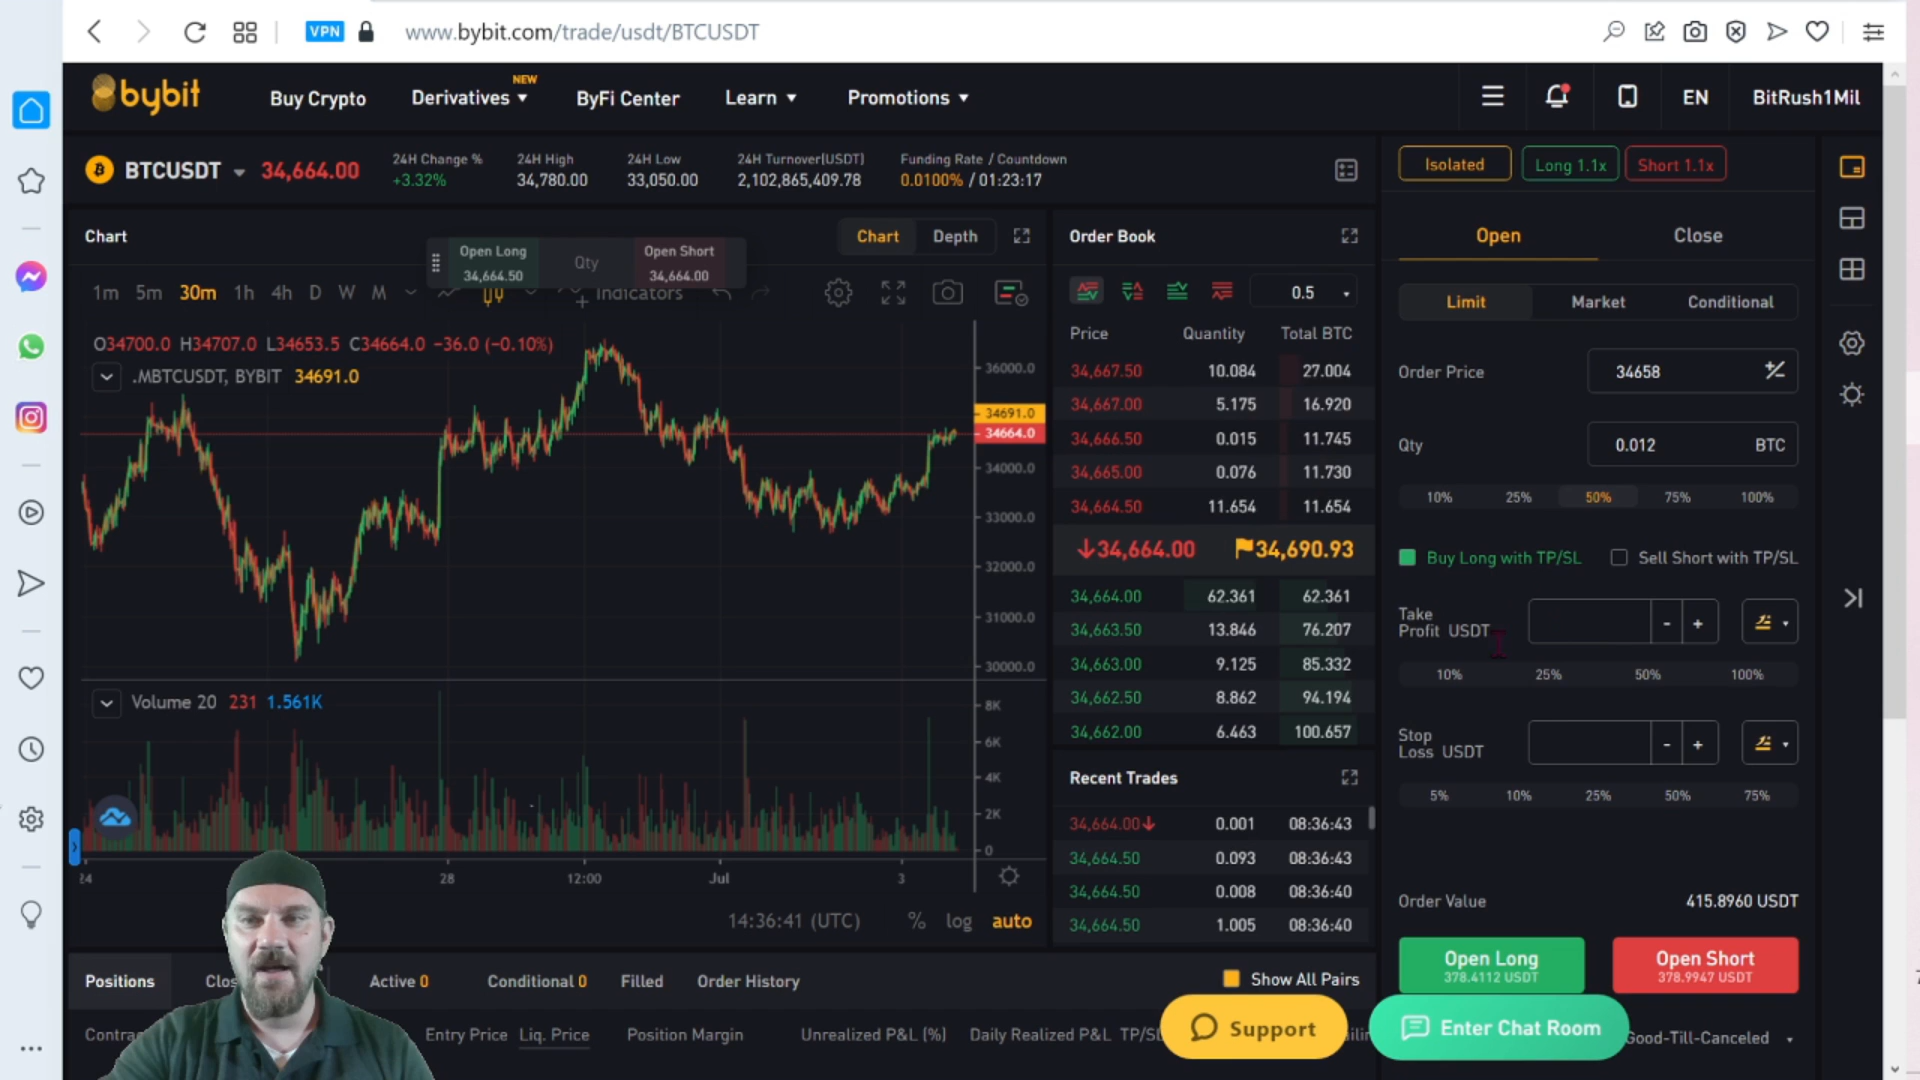 VPN www.bybit.com/trade/usdt/BTCUSDT
bybit Buy Crypto Derivatives NEW ByFi Center Learn Promotions EN BitRush1Mil
BTCUSDT 34,664.00
24H Change % +3.32%
24H High 34,780.00
24H Low 33,050.00
24H Turnover(USDT) 2,102,865,409.78
Funding Rate / Countdown 0.0100% / 01:23:17
Isolated Long 1.1x Short 1.1x
Chart
Open Long 34,664.50 Qty Open Short 34,664.00
Chart Depth
1m 5m 30m 1h 4h D W M Indicators
O34700.0 H34707.0 L34653.5 C34664.0 −36.0 (−0.10%)
.MBTCUSDT, BYBIT 34691.0
36000.0
34691.0
34664.0
34000.0
33000.0
32000.0
31000.0
30000.0
Volume 20 231 1.561K
8K
6K
4K
2K
0
24 28 12:00 Jul 3
14:36:41 (UTC) % log auto
Order Book
0.5
Price Quantity Total BTC
34,667.50 10.084 27.004
34,667.00 5.175 16.920
34,666.50 0.015 11.745
34,665.00 0.076 11.730
34,664.50 11.654 11.654
34,664.00 34,690.93
34,664.00 62.361 62.361
34,663.50 13.846 76.207
34,663.00 9.125 85.332
34,662.50 8.862 94.194
34,662.00 6.463 100.657
Recent Trades
34,664.00 0.001 08:36:43
34,664.50 0.093 08:36:43
34,664.50 0.008 08:36:40
34,664.50 1.005 08:36:40
Open Close
Limit Market Conditional
Order Price 34658
Qty 0.012 BTC
10% 25% 50% 75% 100%
Buy Long with TP/SL Sell Short with TP/SL
Take
Profit USDT - +
10% 25% 50% 100%
Stop
Loss USDT - +
5% 10% 25% 50% 75%
Order Value 415.8960 USDT
Open Long Open Short
378.4112 USDT 378.9947 USDT
Positions Active 0 Conditional 0 Filled Order History Show All Pairs
Support Enter Chat Room
Entry Price Liq. Price Position Margin Unrealized P&L (%) Daily Realized P&L Good-Till-Canceled